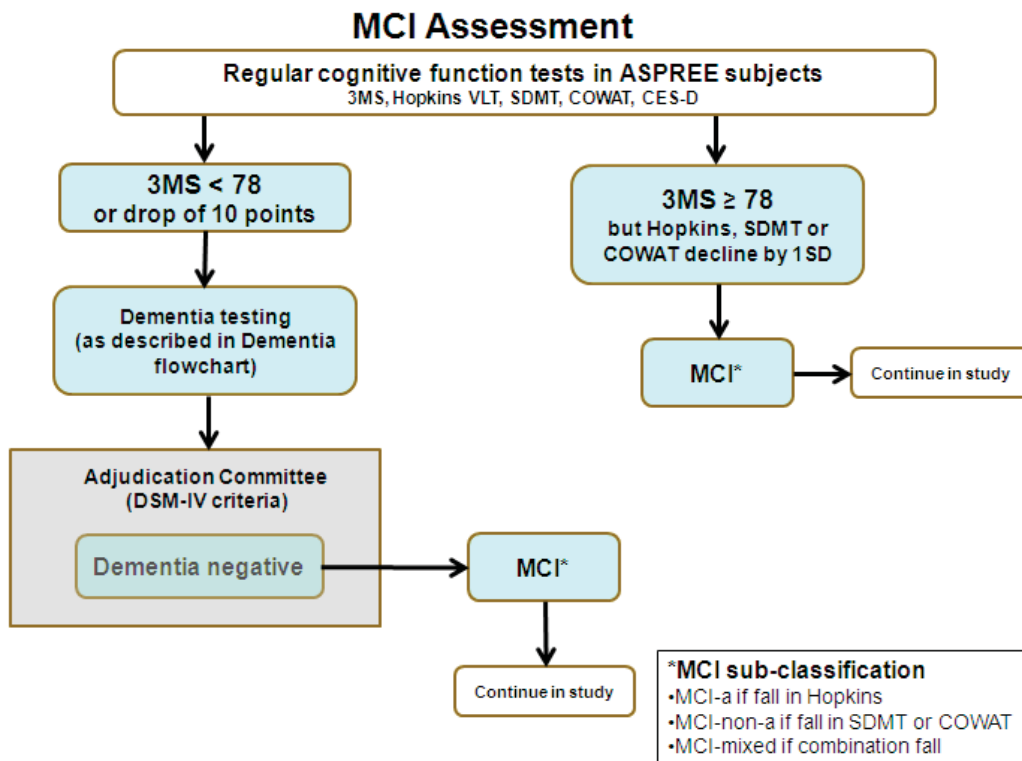 MCI Assessment
Regular cognitive function tests in ASPREE subjects
3MS, Hopkins VLT, SDMT, COWAT, CES-D
3MS < 78
or drop of 10 points
3MS ≥ 78
but Hopkins, SDMT or
COWAT decline by 1SD
Dementia testing
(as described in Dementia
flowchart)
MCI*
Continue in study
Adjudication Committee
(DSM-IV criteria)
Dementia negative
MCI*
Continue in study
*MCI sub-classification
•MCI-a if fall in Hopkins
•MCI-non-a if fall in SDMT or COWAT
•MCI-mixed if combination fall